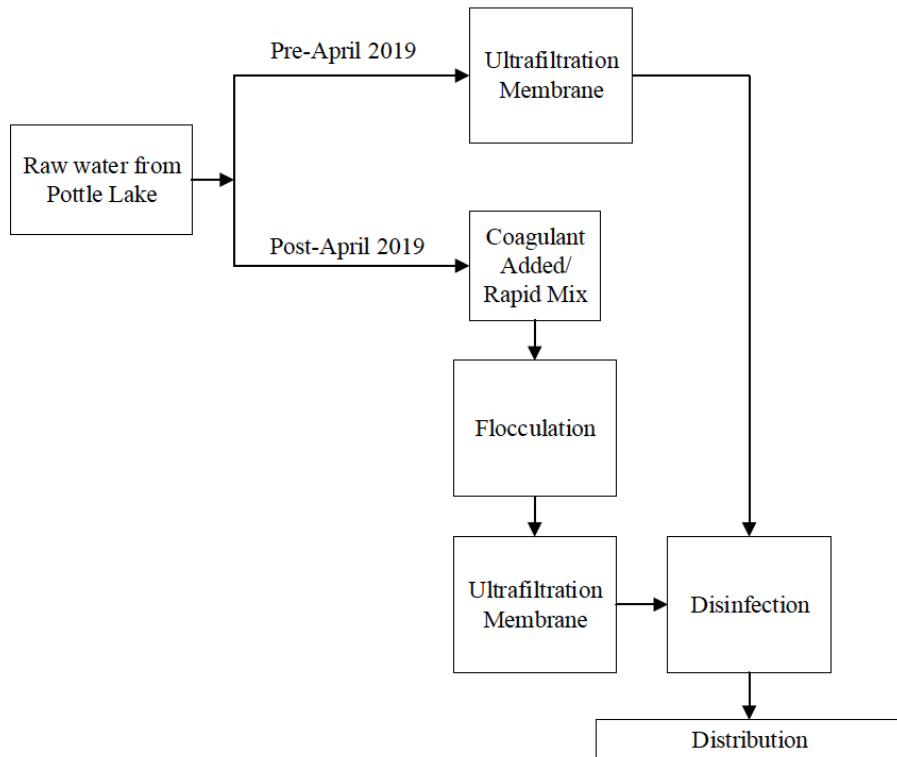 Pre-April 2019
Ultrafiltration
Membrane
Raw water from
Pottle Lake
Post-April 2019
Coagulant
Added/
Rapid Mix
Flocculation
Ultrafiltration
Membrane
Disinfection
Distribution